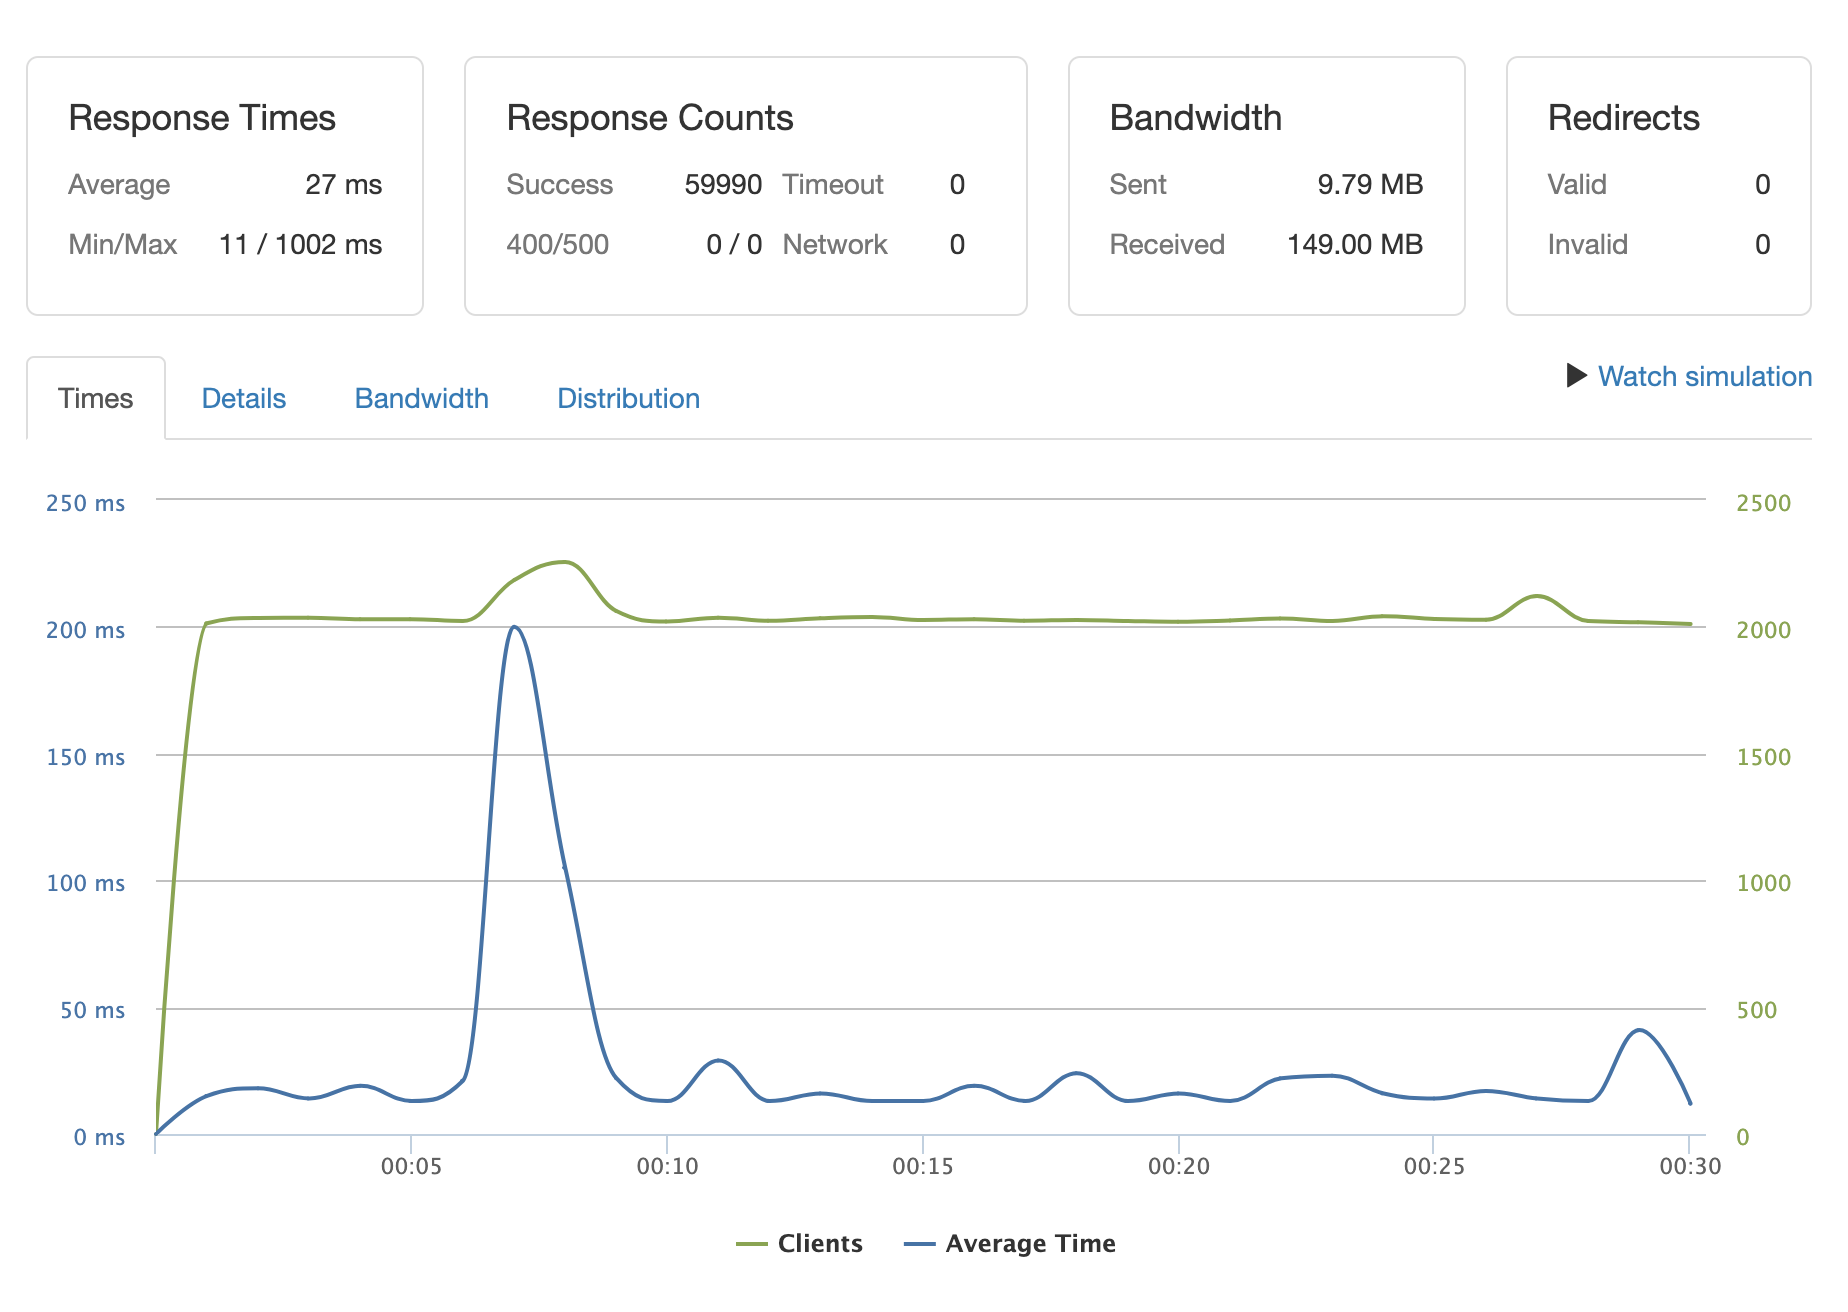 Response Times
Average 27 ms
Min/Max 11 / 1002 ms
Response Counts
Success 59990 Timeout 0
400/500 0 / 0 Network 0
Bandwidth
Sent 9.79 MB
Received 149.00 MB
Redirects
Valid 0
Invalid 0
Times Details Bandwidth Distribution
Watch simulation
250 ms 2500
200 ms 2000
150 ms 1500
100 ms 1000
50 ms 500
0 ms 0
00:05 00:10 00:15 00:20 00:25 00:30
Clients Average Time